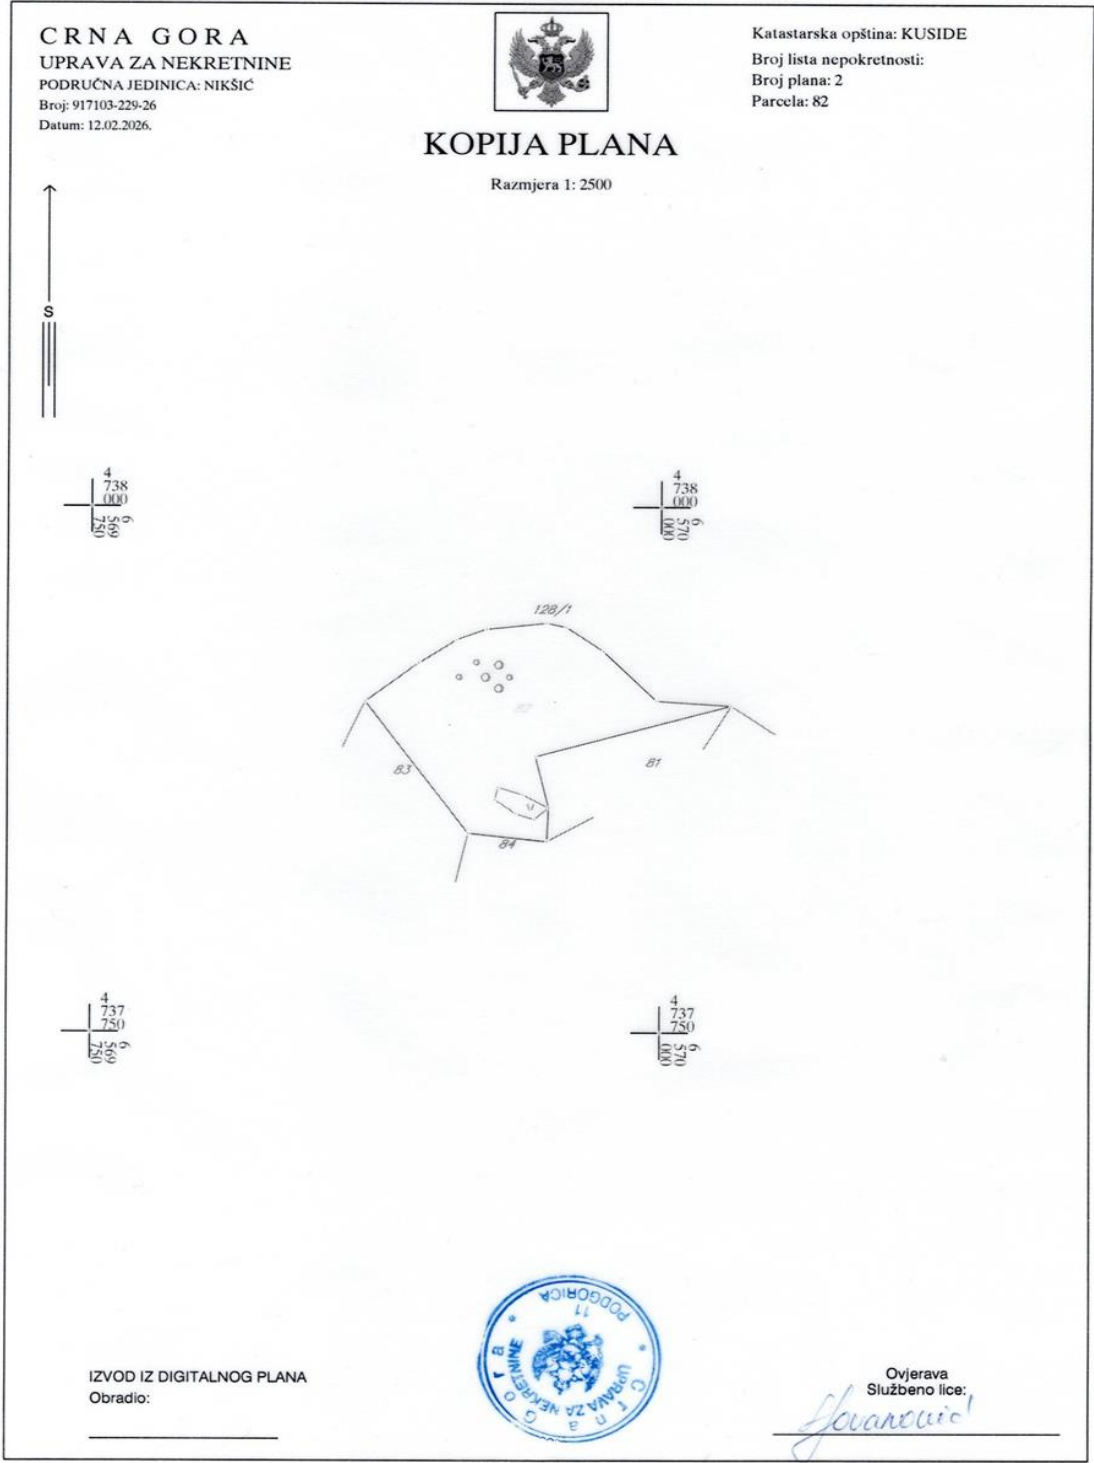 CRNA GORA
UPRAVA ZA NEKRETNINE
PODRUČNA JEDINICA: NIKŠIĆ
Broj: 917103-229-26
Datum: 12.02.2026.
Katastarska opština: KUSIDE
Broj lista nepokretnosti:
Broj plana: 2
Parcela: 82
KOPIJA PLANA
Razmjera 1: 2500
S
4
738
000
6
569
750
4
738
000
6
570
000
128/1
82
83
81
84
4
737
750
6
569
750
4
737
750
6
570
000
Crna Gora
UPRAVA ZA NEKRETNINE
11
PODGORICA
IZVOD IZ DIGITALNOG PLANA
Obradio:
Ovjerava
Službeno lice:
Jovanović